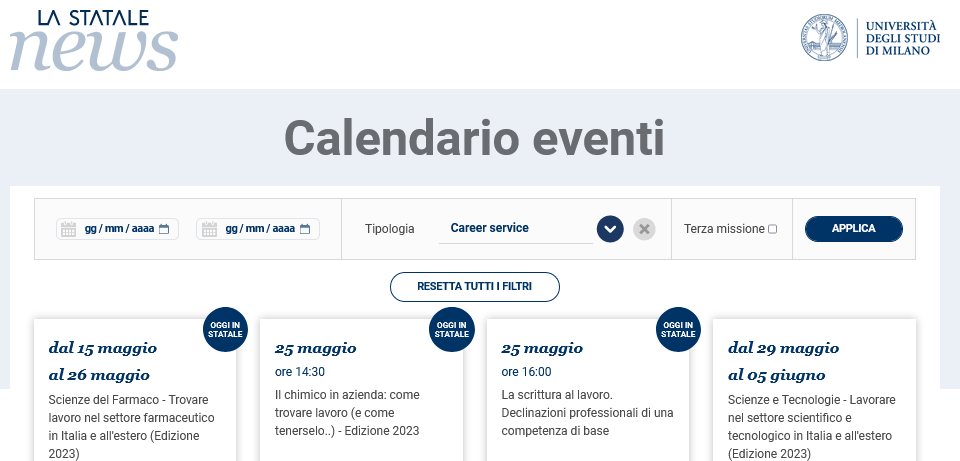 LA STATALE
news
UNIVERSITÀ
DEGLI STUDI
DI MILANO
Calendario eventi
gg / mm / aaaa
gg / mm / aaaa
Tipologia
Career service
Terza missione
APPLICA
RESETTA TUTTI I FILTRI
OGGI IN
STATALE
dal 15 maggio
al 26 maggio
Scienze del Farmaco - Trovare
lavoro nel settore farmaceutico
in Italia e all'estero (Edizione
2023)
OGGI IN
STATALE
25 maggio
ore 14:30
Il chimico in azienda: come
trovare lavoro (e come
tenerselo..) - Edizione 2023
OGGI IN
STATALE
25 maggio
ore 16:00
La scrittura al lavoro.
Declinazioni professionali di una
competenza di base
dal 29 maggio
al 05 giugno
Scienze e Tecnologie - Lavorare
nel settore scientifico e
tecnologico in Italia e all'estero
(Edizione 2023)